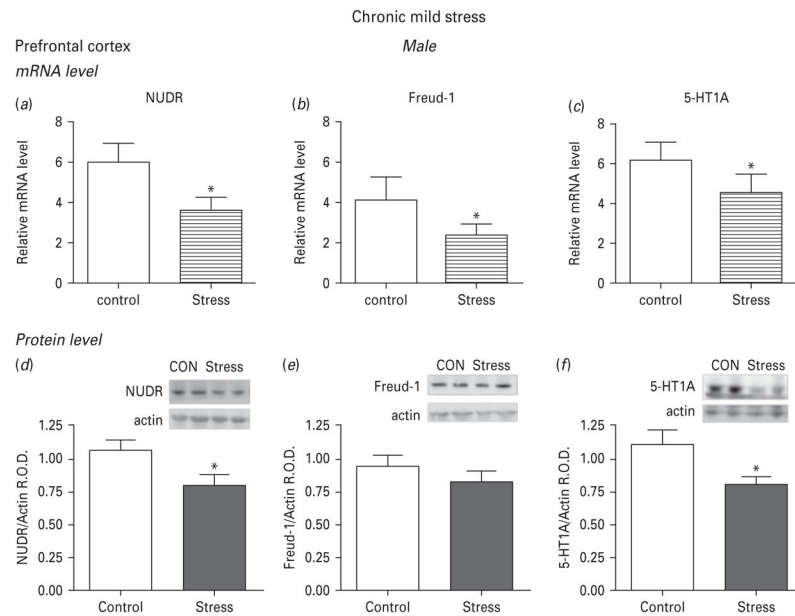 Chronic mild stress
Prefrontal cortex
Male
mRNA level
(a)
NUDR
(b)
Freud-1
(c)
5-HT1A
Relative mRNA level
8
6
4
2
0
*
control
Stress
Relative mRNA level
8
6
4
2
0
*
control
Stress
Relative mRNA level
8
6
4
2
0
*
control
Stress
Protein level
(d)
CON Stress
NUDR
actin
NUDR/Actin R.O.D.
1.25
1.00
0.75
0.50
0.25
0.00
*
Control
Stress
(e)
CON Stress
Freud-1
actin
Freud-1/Actin R.O.D.
1.25
1.00
0.75
0.50
0.25
0.00
Control
Stress
(f)
CON Stress
5-HT1A
actin
5-HT1A/Actin R.O.D.
1.25
1.00
0.75
0.50
0.25
0.00
*
Control
Stress